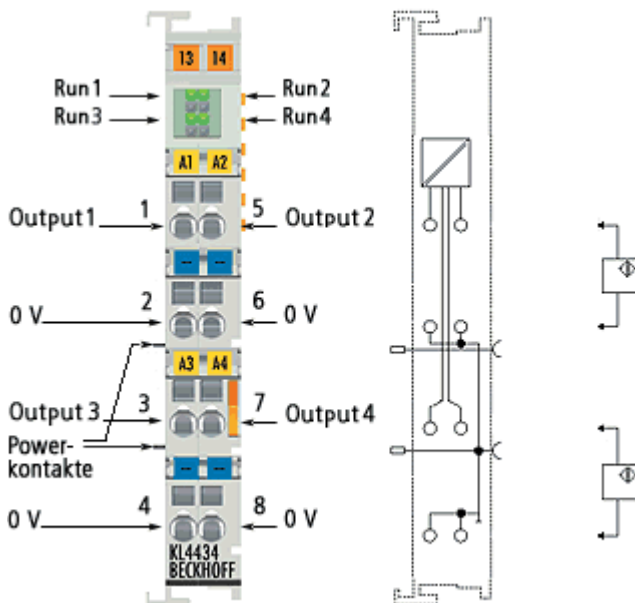 13 14
Run 1
Run 2
Run 3
Run 4
A1 A2
Output 1
1
5
Output 2
-- --
0 V
2
6
0 V
A3 A4
Output 3
3
7
Output 4
Power-
kontakte
-- --
0 V
4
8
0 V
KL4434
BECKHOFF